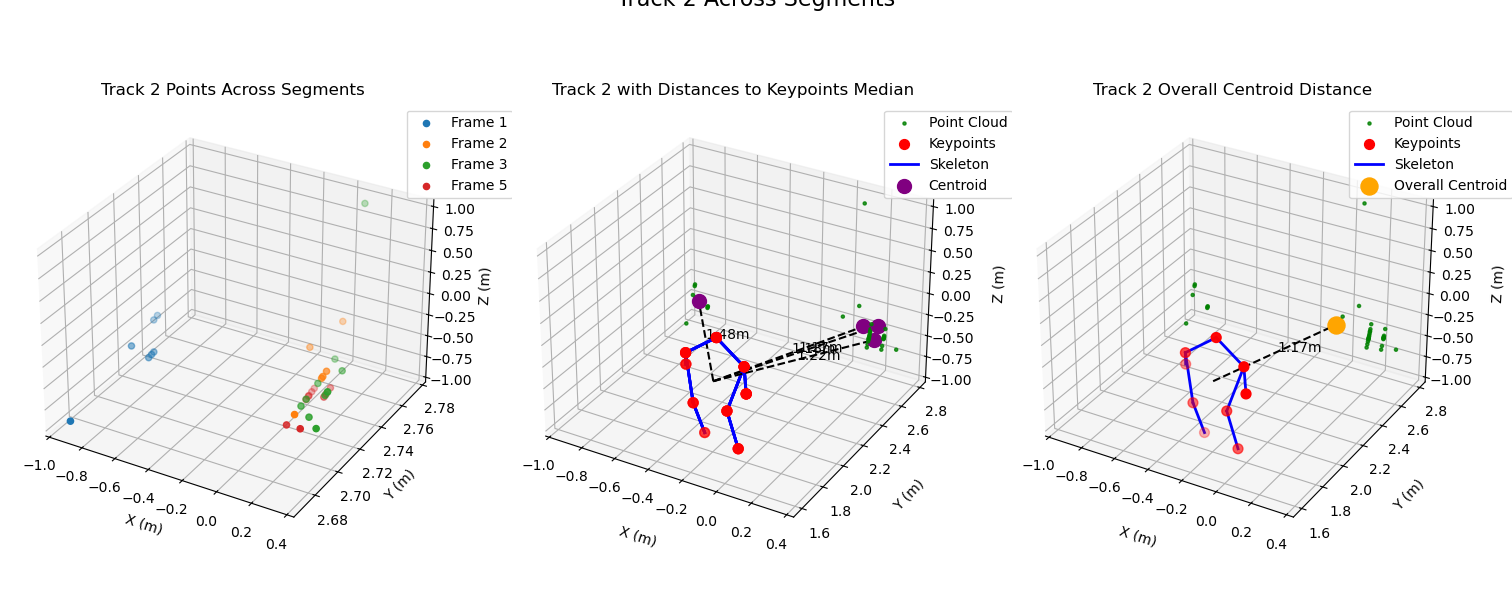 Track 2 Across Segments
Track 2 Points Across Segments
Frame 1
Frame 2
Frame 3
Frame 5
1.00
0.75
0.50
0.25
0.00
−0.25
−0.50
−0.75
−1.00
Z (m)
2.78
2.76
2.74
2.72
2.70
2.68
Y (m)
−1.0
−0.8
−0.6
−0.4
−0.2
0.0
0.2
0.4
X (m)
Track 2 with Distances to Keypoints Median
Point Cloud
Keypoints
Skeleton
Centroid
1.48m
1.22m
1.00
0.75
0.50
0.25
0.00
−0.25
−0.50
−0.75
−1.00
Z (m)
2.8
2.6
2.4
2.2
2.0
1.8
1.6
Y (m)
−1.0
−0.8
−0.6
−0.4
−0.2
0.0
0.2
0.4
X (m)
Track 2 Overall Centroid Distance
Point Cloud
Keypoints
Skeleton
Overall Centroid
1.17m
1.00
0.75
0.50
0.25
0.00
−0.25
−0.50
−0.75
−1.00
Z (m)
2.8
2.6
2.4
2.2
2.0
1.8
1.6
Y (m)
−1.0
−0.8
−0.6
−0.4
−0.2
0.0
0.2
0.4
X (m)